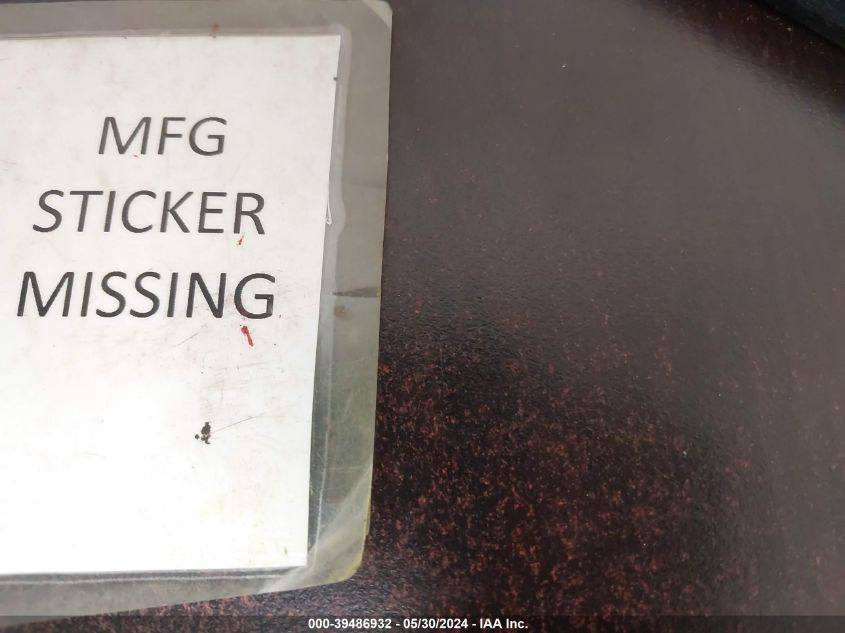 MFG
STICKER
MISSING
000-39486932 - 05/30/2024 - IAA Inc.